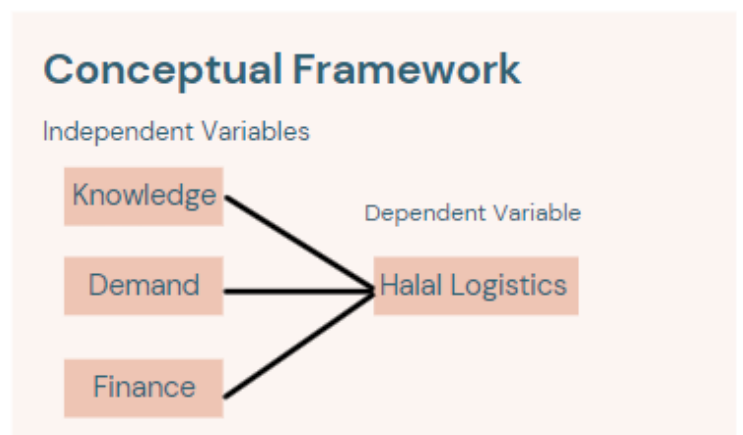 Conceptual Framework
Independent Variables
Knowledge
Dependent Variable
Demand
Halal Logistics
Finance